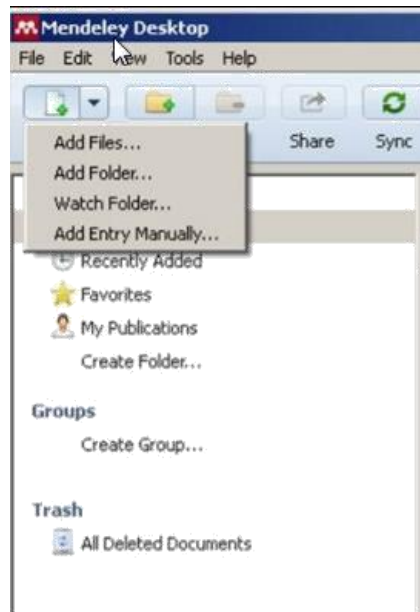 Mendeley Desktop
File Edit View Tools Help
Share Sync
Add Files...
Add Folder...
Watch Folder...
Add Entry Manually...
Recently Added
Favorites
My Publications
Create Folder...
Groups
Create Group...
Trash
All Deleted Documents